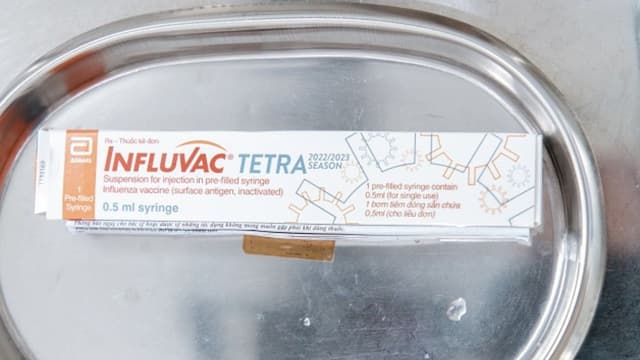 Rx – Thuốc kê đơn
Abbott
INFLUVAC® TETRA 2022/2023 SEASON
Suspension for injection in pre-filled syringe
Influenza vaccine (surface antigen, inactivated)
1
Pre-filled
Syringe
0.5 ml syringe
1 pre-filled syringe contain
0.5ml (for single use)
1 bơm tiêm đóng sẵn chứa
0,5ml (cho liều đơn)